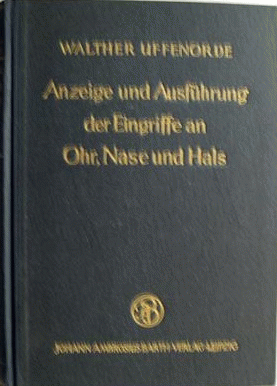 WALTHER UFFENORDE
Anzeige und Ausführung
der Eingriffe an
Ohr, Nase und Hals
JOHANN AMBROSIUS BARTH VERLAG LEIPZIG